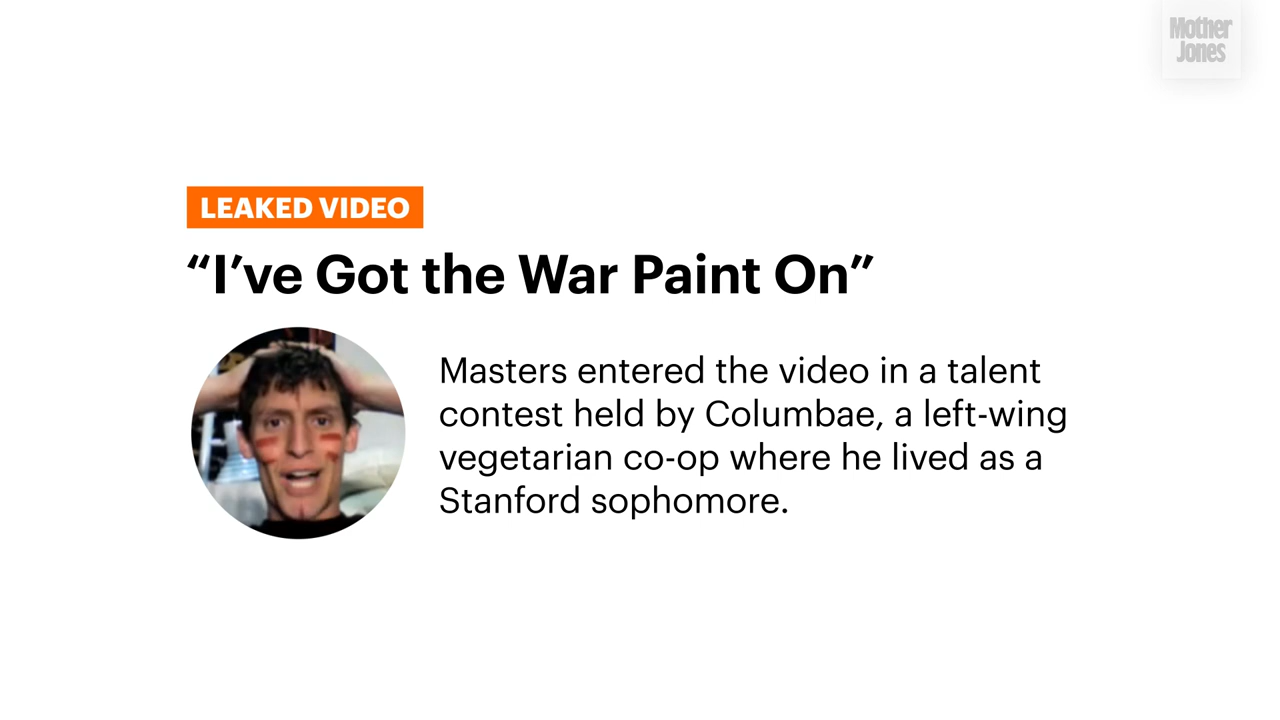 Mother
Jones
LEAKED VIDEO
“I’ve Got the War Paint On”
Masters entered the video in a talent
contest held by Columbae, a left-wing
vegetarian co-op where he lived as a
Stanford sophomore.